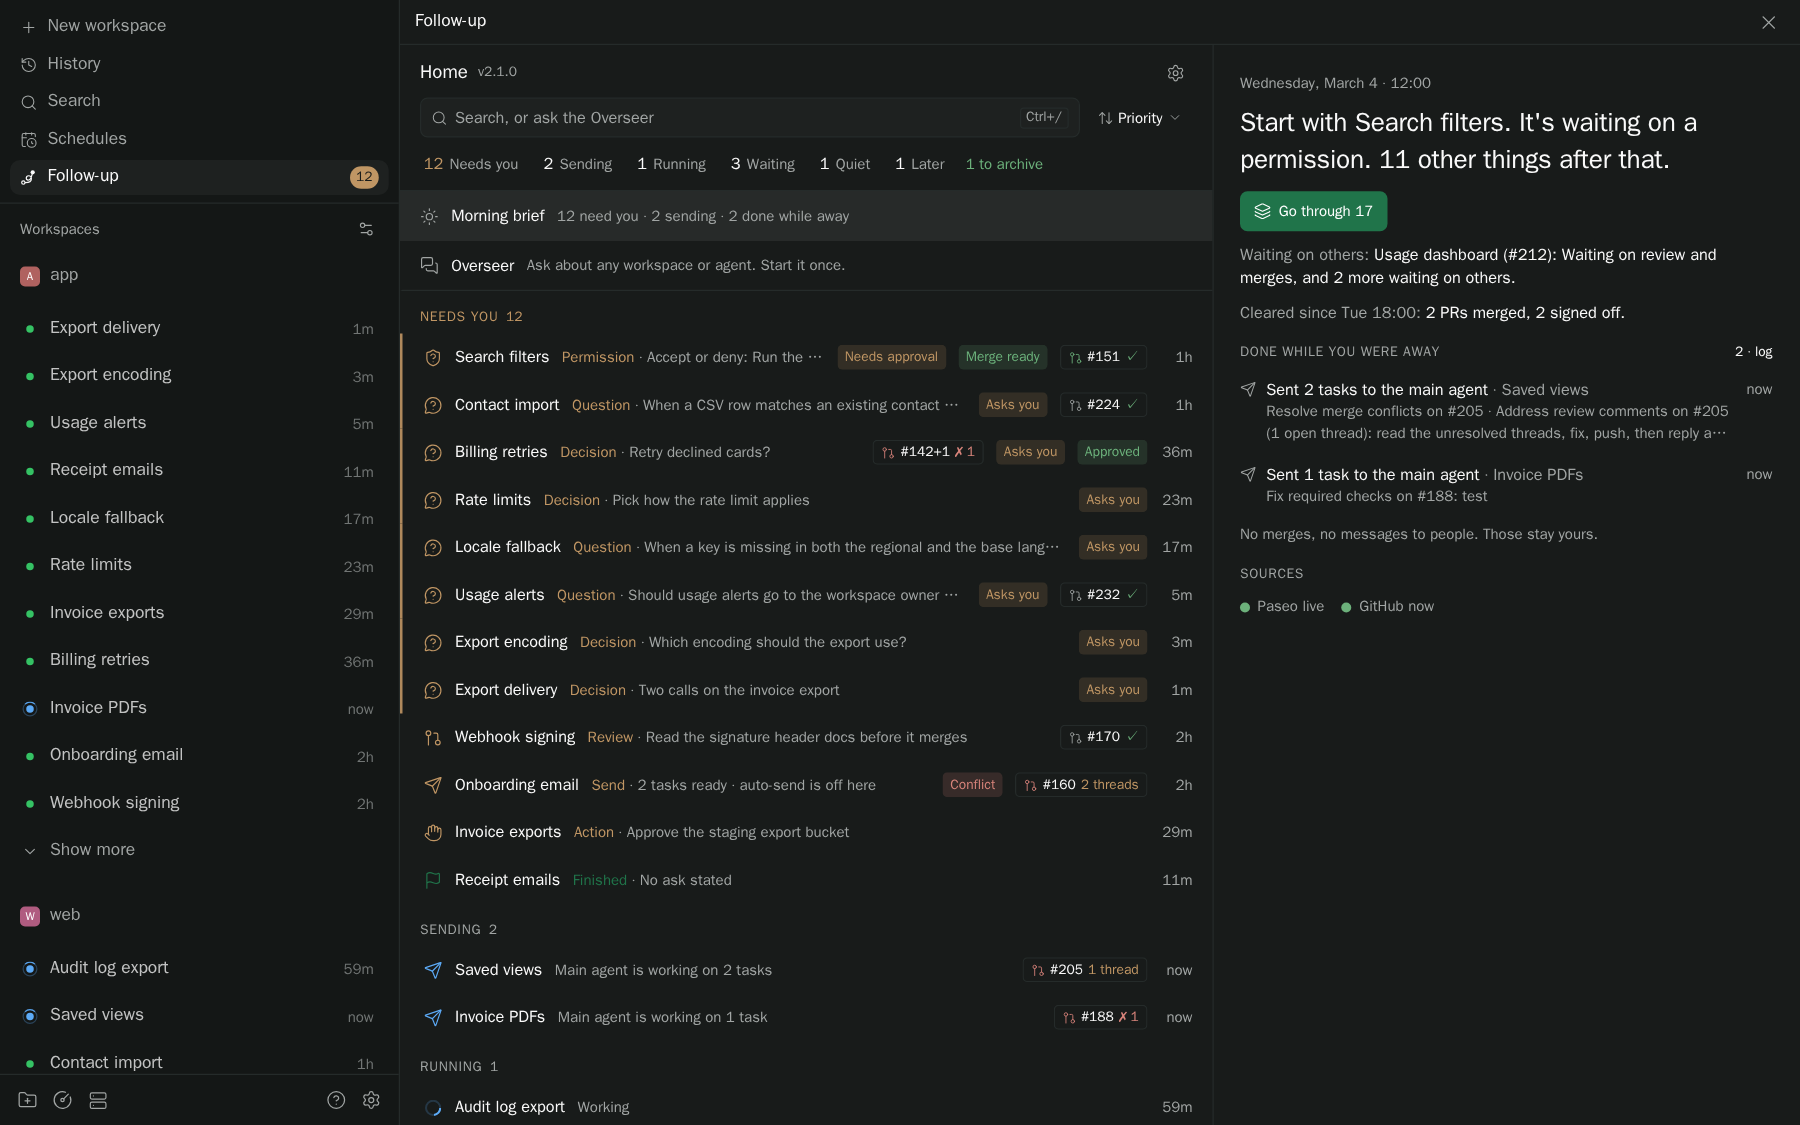 New workspace
History
Search
Schedules
Follow-up 12
Workspaces
A app
Export delivery 1m
Export encoding 3m
Usage alerts 5m
Receipt emails 11m
Locale fallback 17m
Rate limits 23m
Invoice exports 29m
Billing retries 36m
Invoice PDFs now
Onboarding email 2h
Webhook signing 2h
Show more
W web
Audit log export 59m
Saved views now
Contact import 1h
Follow-up
Home v2.1.0
Search, or ask the Overseer Ctrl+/ Priority
12 Needs you 2 Sending 1 Running 3 Waiting 1 Quiet 1 Later 1 to archive
Morning brief 12 need you · 2 sending · 2 done while away
Overseer Ask about any workspace or agent. Start it once.
NEEDS YOU 12
Search filters Permission · Accept or deny: Run the ··· Needs approval Merge ready #151 ✓ 1h
Contact import Question · When a CSV row matches an existing contact ··· Asks you #224 ✓ 1h
Billing retries Decision · Retry declined cards? #142+1 ✗ 1 Asks you Approved 36m
Rate limits Decision · Pick how the rate limit applies Asks you 23m
Locale fallback Question · When a key is missing in both the regional and the base lang··· Asks you 17m
Usage alerts Question · Should usage alerts go to the workspace owner ··· Asks you #232 ✓ 5m
Export encoding Decision · Which encoding should the export use? Asks you 3m
Export delivery Decision · Two calls on the invoice export Asks you 1m
Webhook signing Review · Read the signature header docs before it merges #170 ✓ 2h
Onboarding email Send · 2 tasks ready · auto-send is off here Conflict #160 2 threads 2h
Invoice exports Action · Approve the staging export bucket 29m
Receipt emails Finished · No ask stated 11m
SENDING 2
Saved views Main agent is working on 2 tasks #205 1 thread now
Invoice PDFs Main agent is working on 1 task #188 ✗ 1 now
RUNNING 1
Audit log export Working 59m
Wednesday, March 4 · 12:00
Start with Search filters. It's waiting on a
permission. 11 other things after that.
Go through 17
Waiting on others: Usage dashboard (#212): Waiting on review and
merges, and 2 more waiting on others.
Cleared since Tue 18:00: 2 PRs merged, 2 signed off.
DONE WHILE YOU WERE AWAY 2 · log
Sent 2 tasks to the main agent · Saved views now
Resolve merge conflicts on #205 · Address review comments on #205
(1 open thread): read the unresolved threads, fix, push, then reply a···
Sent 1 task to the main agent · Invoice PDFs now
Fix required checks on #188: test
No merges, no messages to people. Those stay yours.
SOURCES
Paseo live GitHub now